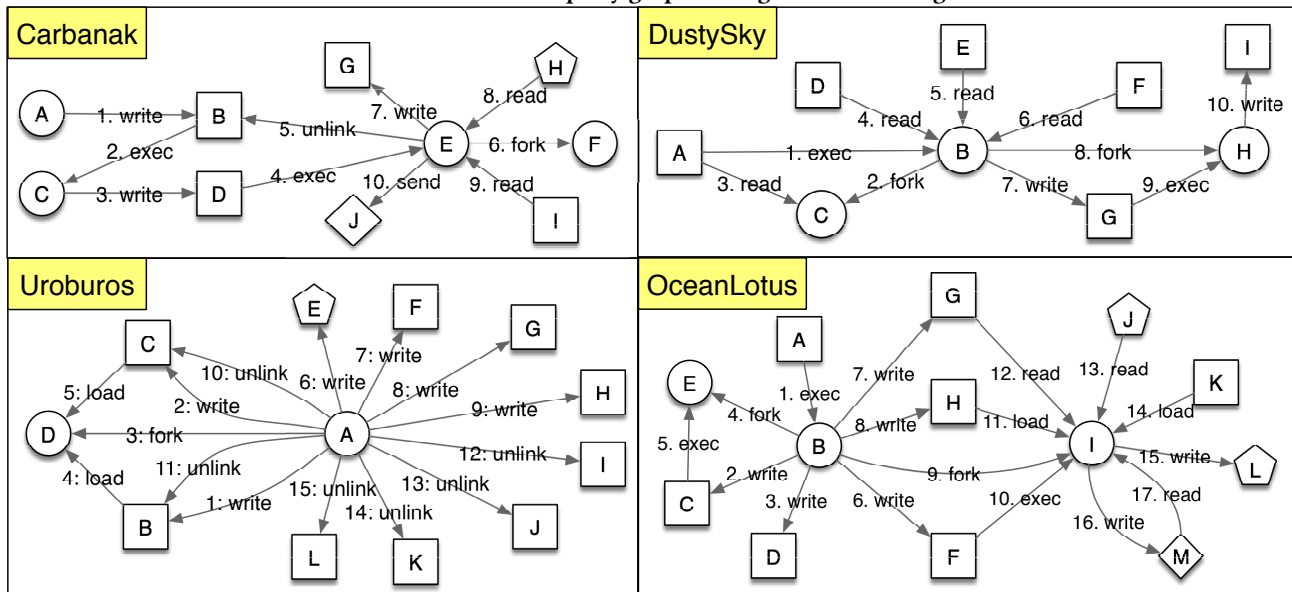 Carbanak
G
H
A
1. write
B
7. write
8. read
5. unlink
E
6. fork
F
2. exec
C
3. write
D
4. exec
10. send
9. read
J
I
DustySky
E
I
D
F
5. read
4. read
6. read
10. write
A
1. exec
B
8. fork
H
3. read
2. fork
7. write
9. exec
C
G
Uroburos
E
F
G
C
7: write
10: unlink
6: write
8: write
5: load
2: write
9: write
H
D
3: fork
A
12: unlink
I
11: unlink
4: load
15: unlink
13: unlink
1: write
14: unlink
B
J
L
K
OceanLotus
G
J
A
E
7. write
12. read
13. read
K
1. exec
4. fork
H
14. load
8. write
11. load
5. exec
B
I
15. write
L
2. write
9. fork
C
3. write
6. write
10. exec
17. read
16. write
D
F
M